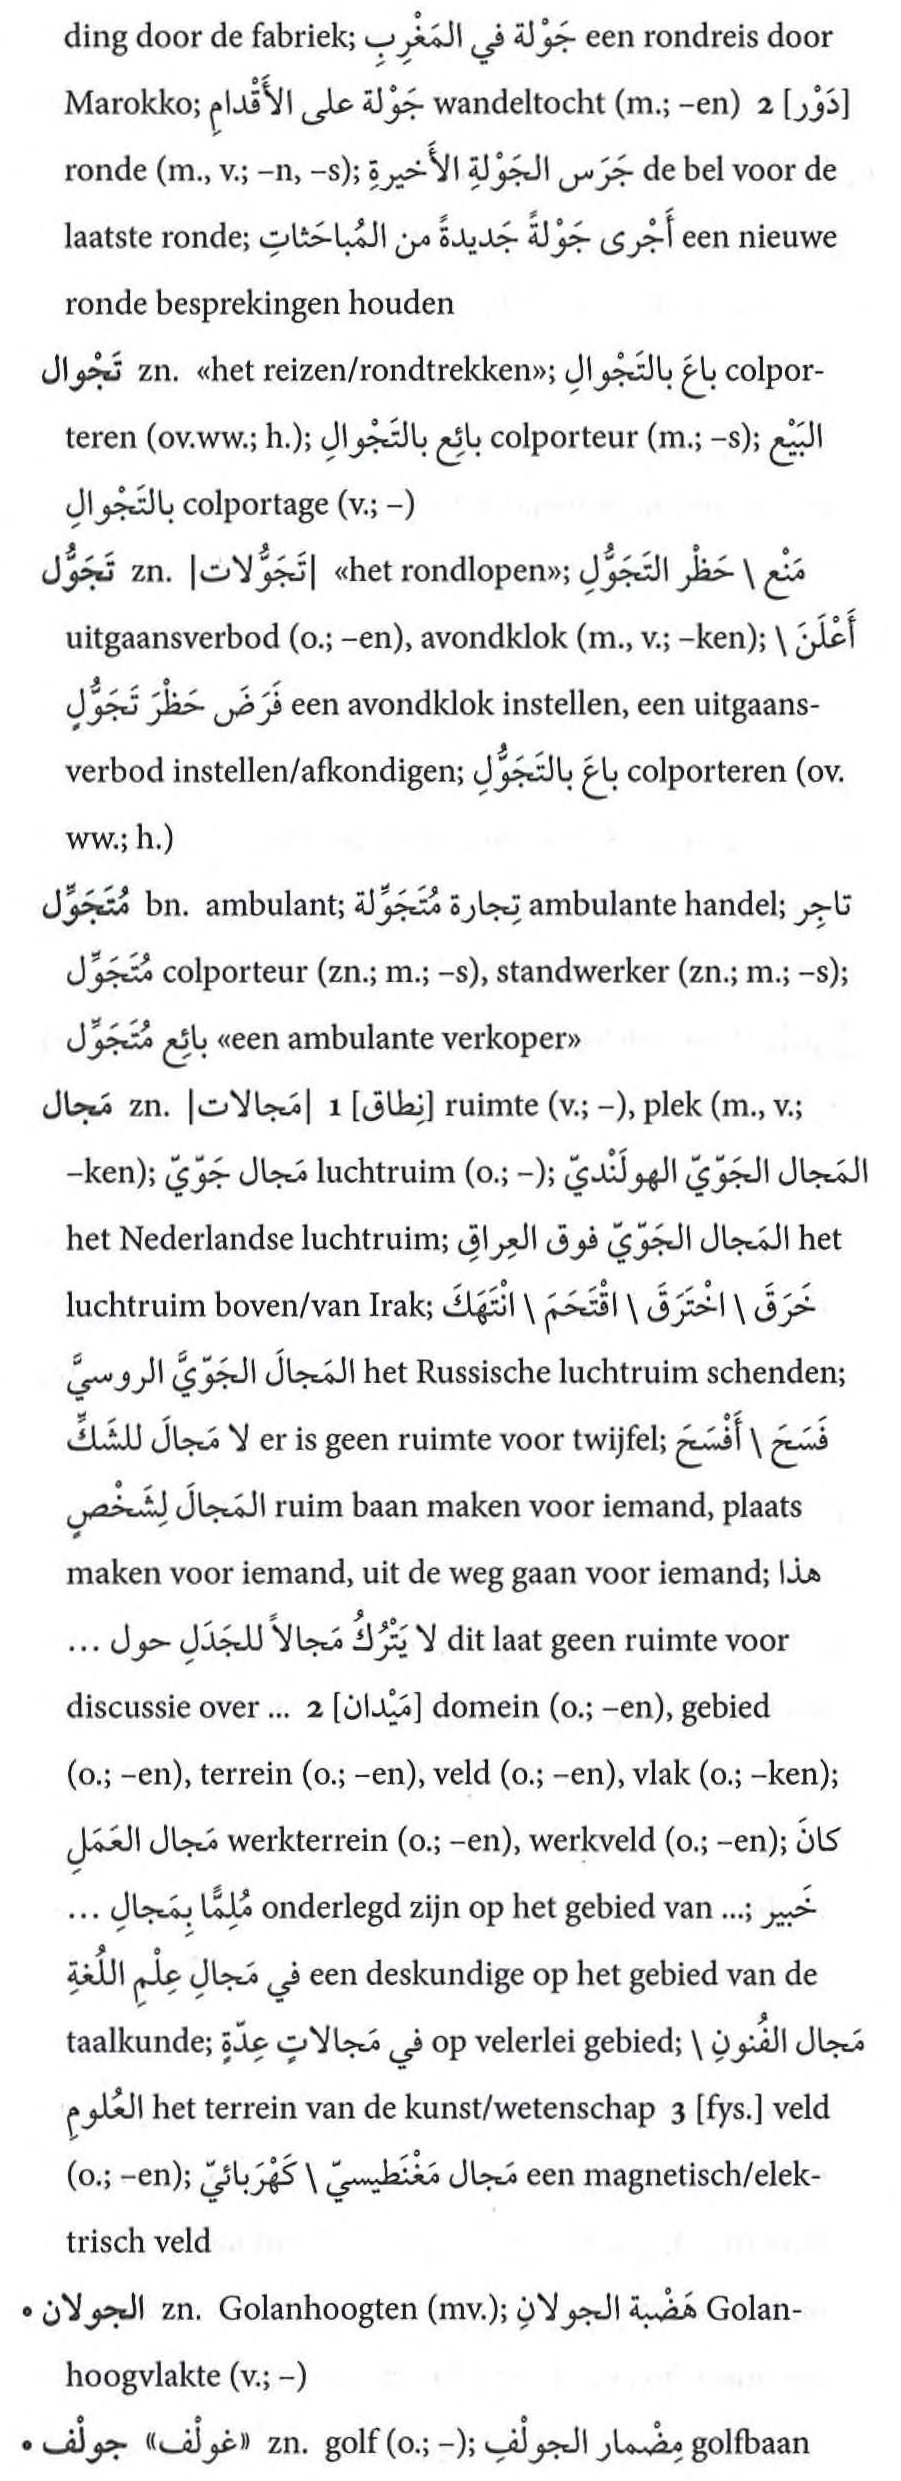 ding door de fabriek; جَوْلة في المَغْرِبِ een rondreis door
Marokko; جَوْلة على الأَقْدامِ wandeltocht (m.; –en) 2 [دَوْر]
ronde (m., v.; –n, –s); جَرَس الجَوْلةِ الأَخيرةِ de bel voor de
laatste ronde; أَجْرى جَوْلةً جَديدةً من المُباحَثاتِ een nieuwe
ronde besprekingen houden
تَجْوال zn. «het reizen/rondtrekken»; باعَ بالتَجْوالِ colpor-
teren (ov.ww.; h.); بائِع بالتَجْوالِ colporteur (m.; –s); البَيْع
بالتَجْوالِ colportage (v.; –)
تَجَوُّل zn. |تَجَوُّلات| «het rondlopen»; مَنْع \ حَظْر التَجَوُّلِ
uitgaansverbod (o.; –en), avondklok (m., v.; –ken); أَعْلَنَ \
فَرَضَ حَظْرَ تَجَوُّلٍ een avondklok instellen, een uitgaans-
verbod instellen/afkondigen; باعَ بالتَجَوُّلِ colporteren (ov.
ww.; h.)
مُتَجَوِّل bn. ambulant; تِجارة مُتَجَوِّلة ambulante handel; تاجِر
مُتَجَوِّل colporteur (zn.; m.; –s), standwerker (zn.; m.; –s);
بائِع مُتَجَوِّل «een ambulante verkoper»
مَجال zn. |مَجالات| 1 [نِطاق] ruimte (v.; –), plek (m., v.;
–ken); مَجال جَوّيّ luchtruim (o.; –); المَجال الجَوّيّ الهولَنْديّ
het Nederlandse luchtruim; المَجال الجَوّيّ فوق العِراقِ het
luchtruim boven/van Irak; خَرَقَ \ اخْتَرَقَ \ اقْتَحَمَ \ انْتَهَكَ
المَجالَ الجَوّيَّ الروسيَّ het Russische luchtruim schenden;
لا مَجالَ للشَكِّ er is geen ruimte voor twijfel; فَسَحَ \ أَفْسَحَ
المَجالَ لِشَخْصٍ ruim baan maken voor iemand, plaats
maken voor iemand, uit de weg gaan voor iemand; هذا
لا يَتْرُكُ مَجالاً للجَدَلِ حول ... dit laat geen ruimte voor
discussie over ... 2 [مَيْدان] domein (o.; –en), gebied
(o.; –en), terrein (o.; –en), veld (o.; –en), vlak (o.; –ken);
مَجال العَمَلِ werkterrein (o.; –en), werkveld (o.; –en); كانَ
مُلِمًّا بِمَجالِ ... onderlegd zijn op het gebied van ...; خَبير
في مَجالِ عِلْمِ اللُغةِ een deskundige op het gebied van de
taalkunde; في مَجالاتٍ عِدّةٍ op velerlei gebied; مَجال الفُنونِ \
العُلومِ het terrein van de kunst/wetenschap 3 [fys.] veld
(o.; –en); مَجال مَغْنَطيسيّ \ كَهْرَبائيّ een magnetisch/elek-
trisch veld
• الجولان zn. Golanhoogten (mv.); هَضْبة الجولانِ Golan-
hoogvlakte (v.; –)
• جولْف «غولْف» zn. golf (o.; –); مِضْمار الجولْفِ golfbaan